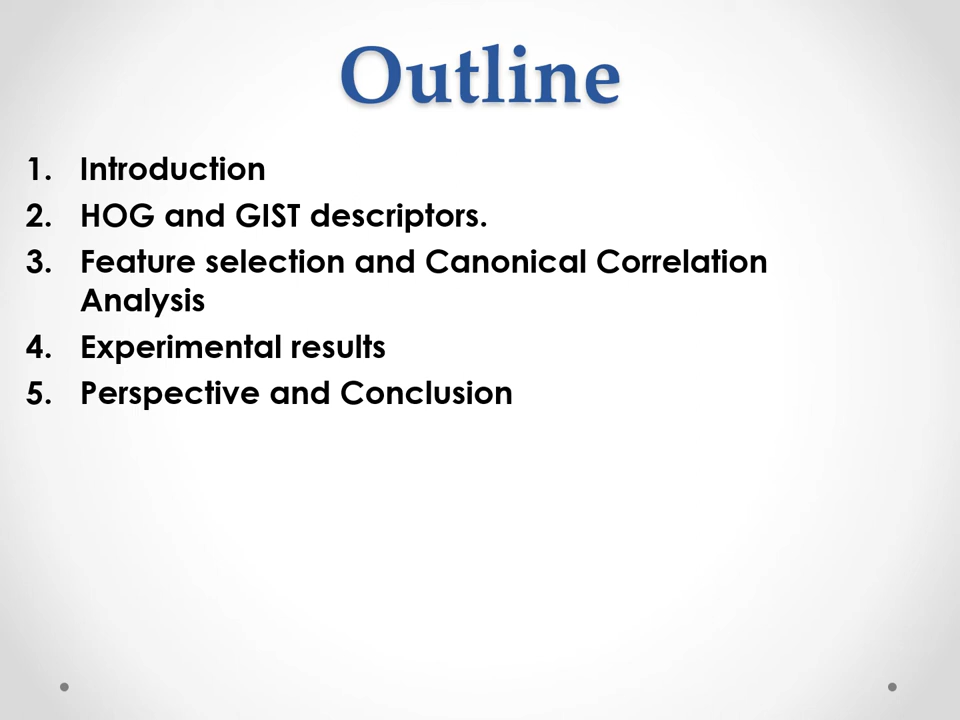 Outline
1. Introduction
2. HOG and GIST descriptors.
3. Feature selection and Canonical Correlation
Analysis
4. Experimental results
5. Perspective and Conclusion